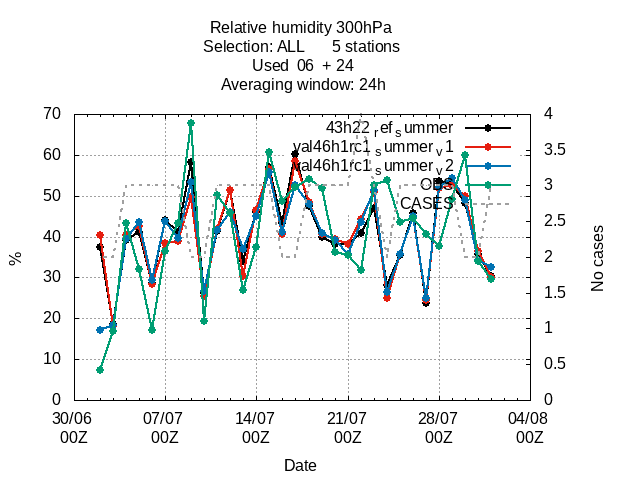 Relative humidity 300hPa
Selection: ALL 5 stations
Used 06 + 24
Averaging window: 24h
43h22_ref_summer
val46h1rc1_summer_v1
val46h1rc1_summer_v2
OBS
CASES
70
60
50
40
30
20
10
0
%
4
3.5
3
2.5
2
1.5
1
0.5
0
No cases
30/06 00Z
07/07 00Z
14/07 00Z
21/07 00Z
28/07 00Z
04/08 00Z
Date